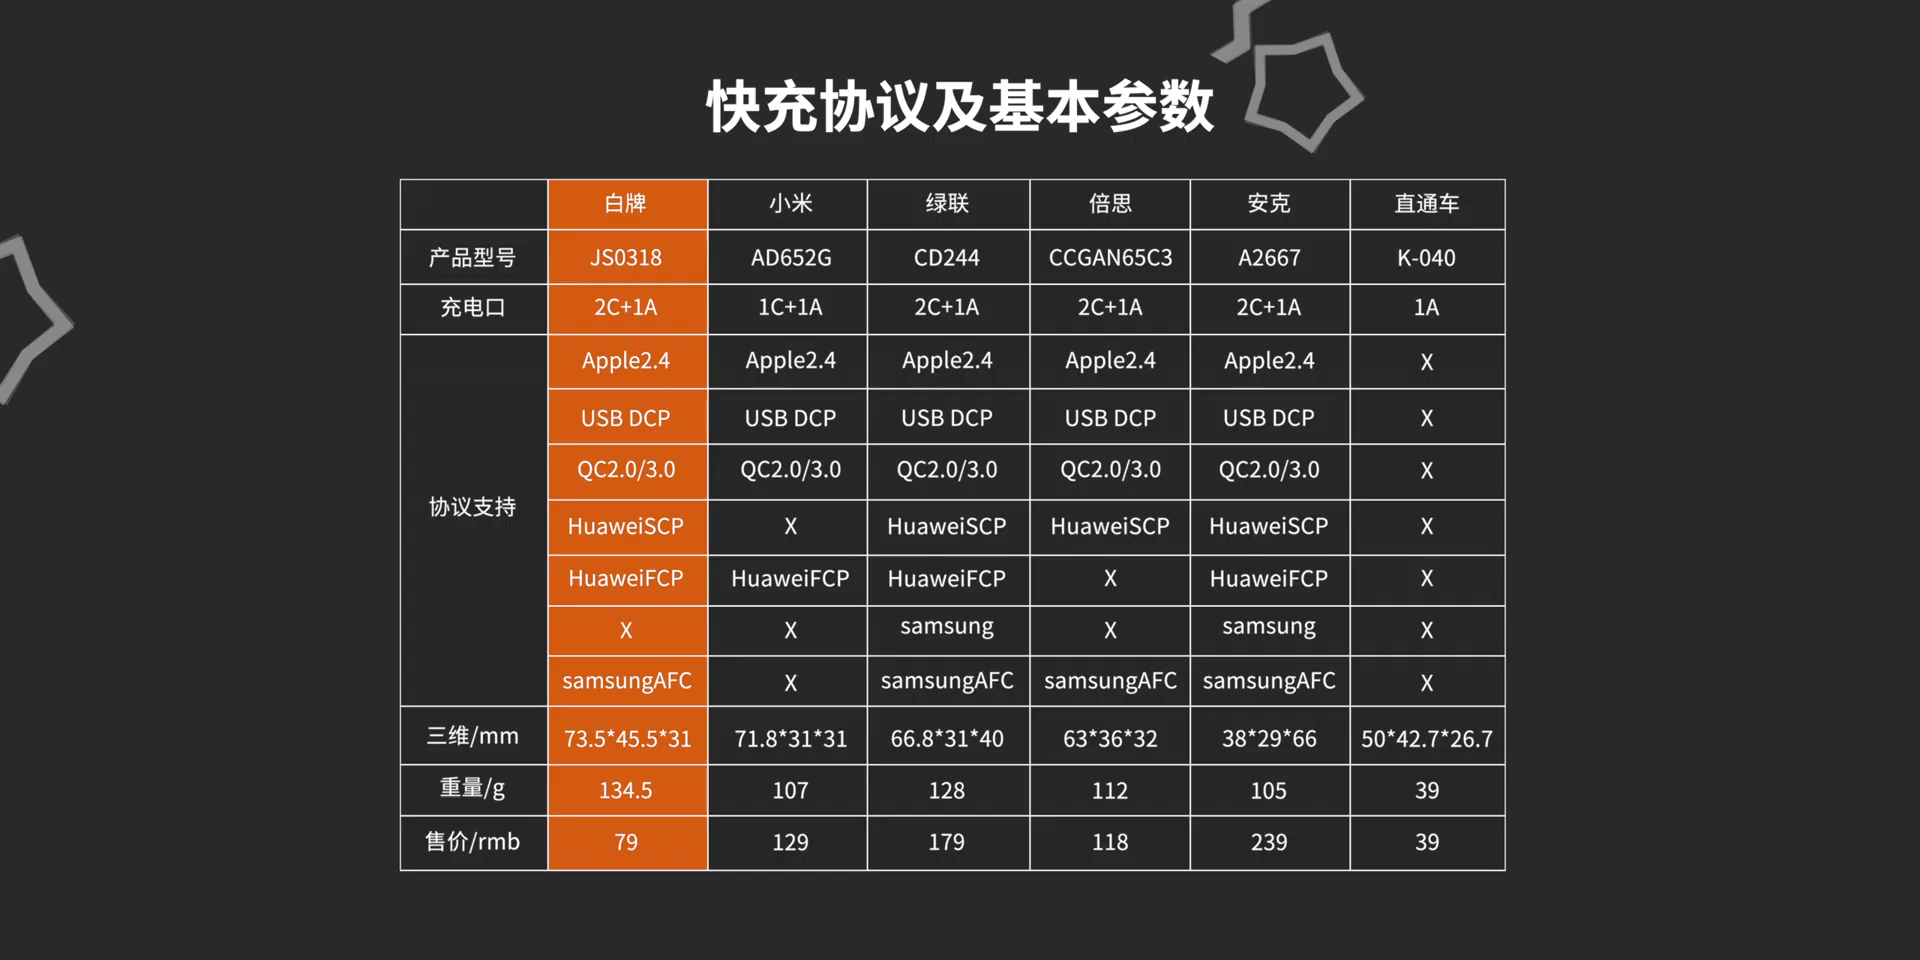 快充协议及基本参数
白牌 小米 绿联 倍思 安克 直通车
产品型号 JS0318 AD652G CD244 CCGAN65C3 A2667 K-040
充电口 2C+1A 1C+1A 2C+1A 2C+1A 2C+1A 1A
协议支持
Apple2.4 Apple2.4 Apple2.4 Apple2.4 Apple2.4 X
USB DCP USB DCP USB DCP USB DCP USB DCP X
QC2.0/3.0 QC2.0/3.0 QC2.0/3.0 QC2.0/3.0 QC2.0/3.0 X
HuaweiSCP X HuaweiSCP HuaweiSCP HuaweiSCP X
HuaweiFCP HuaweiFCP HuaweiFCP X HuaweiFCP X
X X samsung X samsung X
samsungAFC X samsungAFC samsungAFC samsungAFC X
三维/mm 73.5*45.5*31 71.8*31*31 66.8*31*40 63*36*32 38*29*66 50*42.7*26.7
重量/g 134.5 107 128 112 105 39
售价/rmb 79 129 179 118 239 39